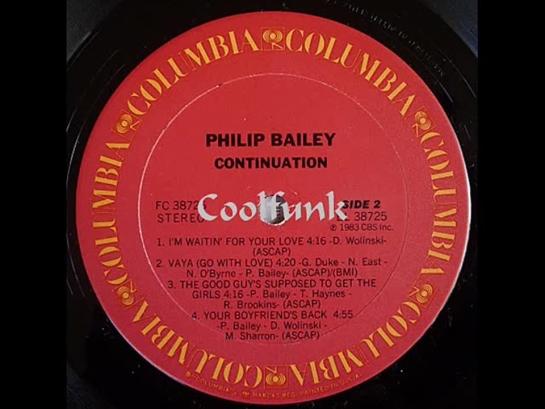 COLUMBIA COLUMBIA COLUMBIA COLUMBIA COLUMBIA COLUMBIA
PHILIP BAILEY
CONTINUATION
FC 38725 SIDE 2
STEREO 38725
Coolfunk
℗ 1983 CBS Inc.
1. I'M WAITIN' FOR YOUR LOVE 4:16 -D. Wolinski-
(ASCAP)
2. VAYA (GO WITH LOVE) 4:20 -G. Duke - N. East -
N. O'Byrne - P. Bailey- (ASCAP)/(BMI)
3. THE GOOD GUY'S SUPPOSED TO GET THE
GIRLS 4:16 -P. Bailey - T. Haynes -
R. Brookins- (ASCAP)
4. YOUR BOYFRIEND'S BACK 4:55
-P. Bailey - D. Wolinski -
M. Sharron- (ASCAP)